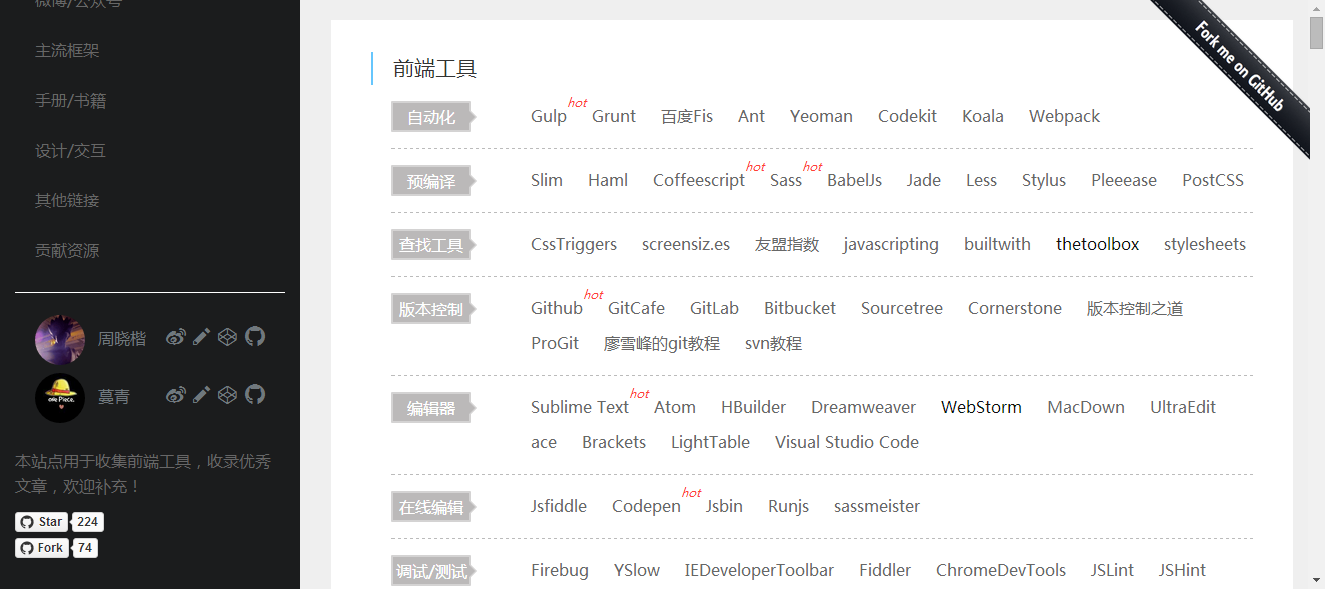 微博/公众号
主流框架
手册/书籍
设计/交互
其他链接
贡献资源
周晓楷
蔓青
本站点用于收集前端工具，收录优秀
文章，欢迎补充！
Star 224
Fork 74
Fork me on GitHub
前端工具
自动化 Gulp hot Grunt 百度Fis Ant Yeoman Codekit Koala Webpack
预编译 Slim Haml Coffeescript hot Sass hot BabelJs Jade Less Stylus Pleeease PostCSS
查找工具 CssTriggers screensiz.es 友盟指数 javascripting builtwith thetoolbox stylesheets
版本控制 Github hot GitCafe GitLab Bitbucket Sourcetree Cornerstone 版本控制之道
ProGit 廖雪峰的git教程 svn教程
编辑器 Sublime Text hot Atom HBuilder Dreamweaver WebStorm MacDown UltraEdit
ace Brackets LightTable Visual Studio Code
在线编辑 Jsfiddle Codepen hot Jsbin Runjs sassmeister
调试/测试 Firebug YSlow IEDeveloperToolbar Fiddler ChromeDevTools JSLint JSHint